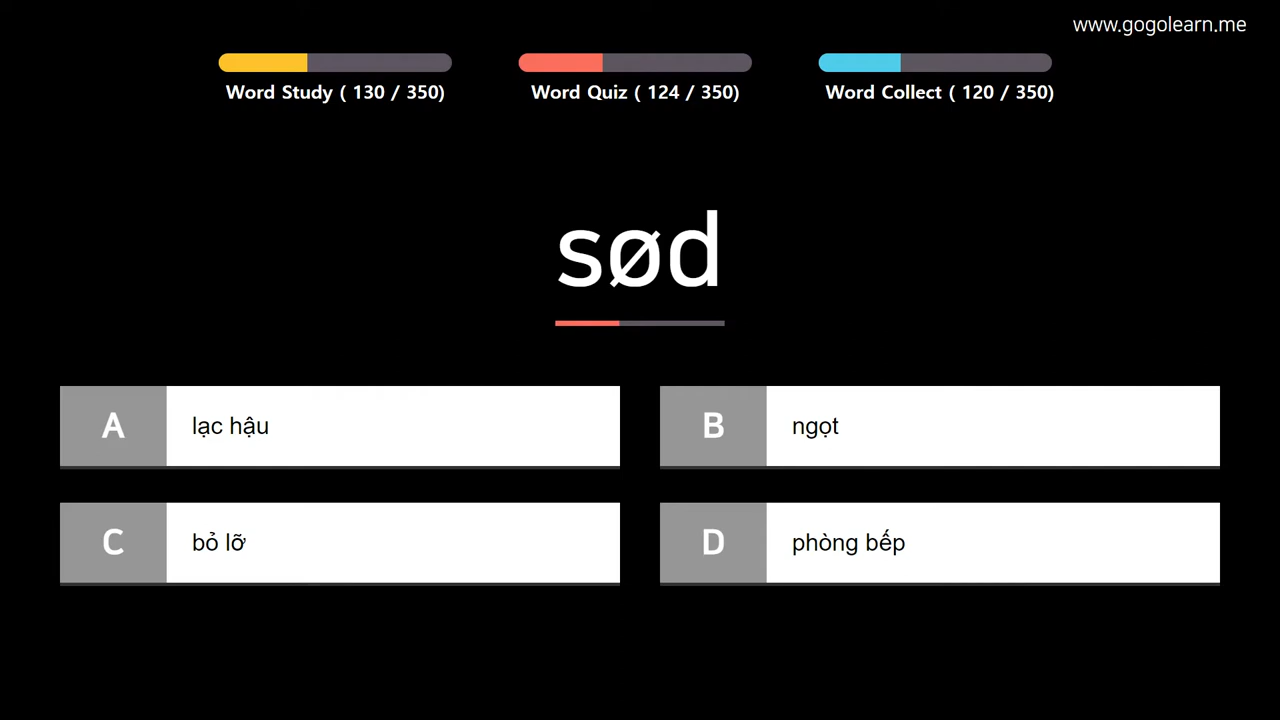 www.gogolearn.me
Word Study ( 130 / 350)
Word Quiz ( 124 / 350)
Word Collect ( 120 / 350)
sød
A lạc hậu
B ngọt
C bỏ lỡ
D phòng bếp